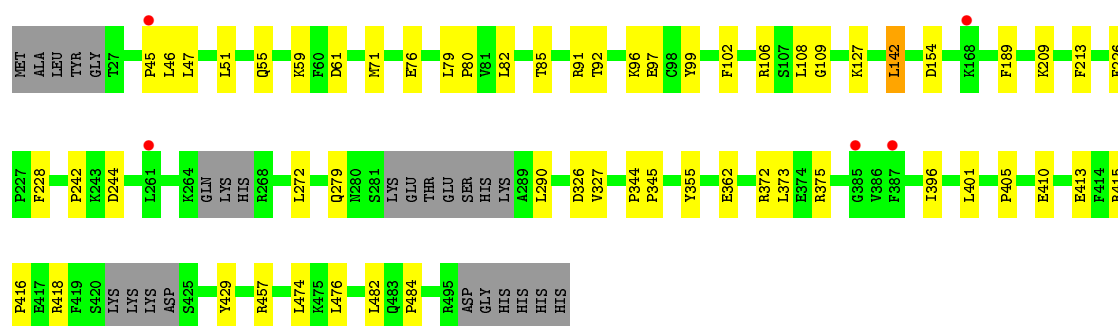 MET ALA LEU TYR GLY T27 P45 L46 L47 L51 Q55 K59 F60 D61 M71 E76 L79 P80 V81 L82 T85 R91 T92 K96 E97 C98 Y99 F102 R106 S107 L108 G109 K127 L142 D154 K168 F189 K209 F213
P227 F228 P242 K243 D244 L261 K264 GLN LYS HIS R268 L272 Q279 N280 S281 LYS GLU THR GLU SER HIS LYS A289 L290 D326 V327 P344 P345 Y355 E362 R372 L373 E374 R375 G385 V386 F387 I396 L401 P405 E410 E413 F414
P416 E417 R418 F419 S420 LYS LYS LYS ASP S425 Y429 R457 L474 K475 L476 L482 Q483 P484 R495 ASP GLY HIS HIS HIS HIS